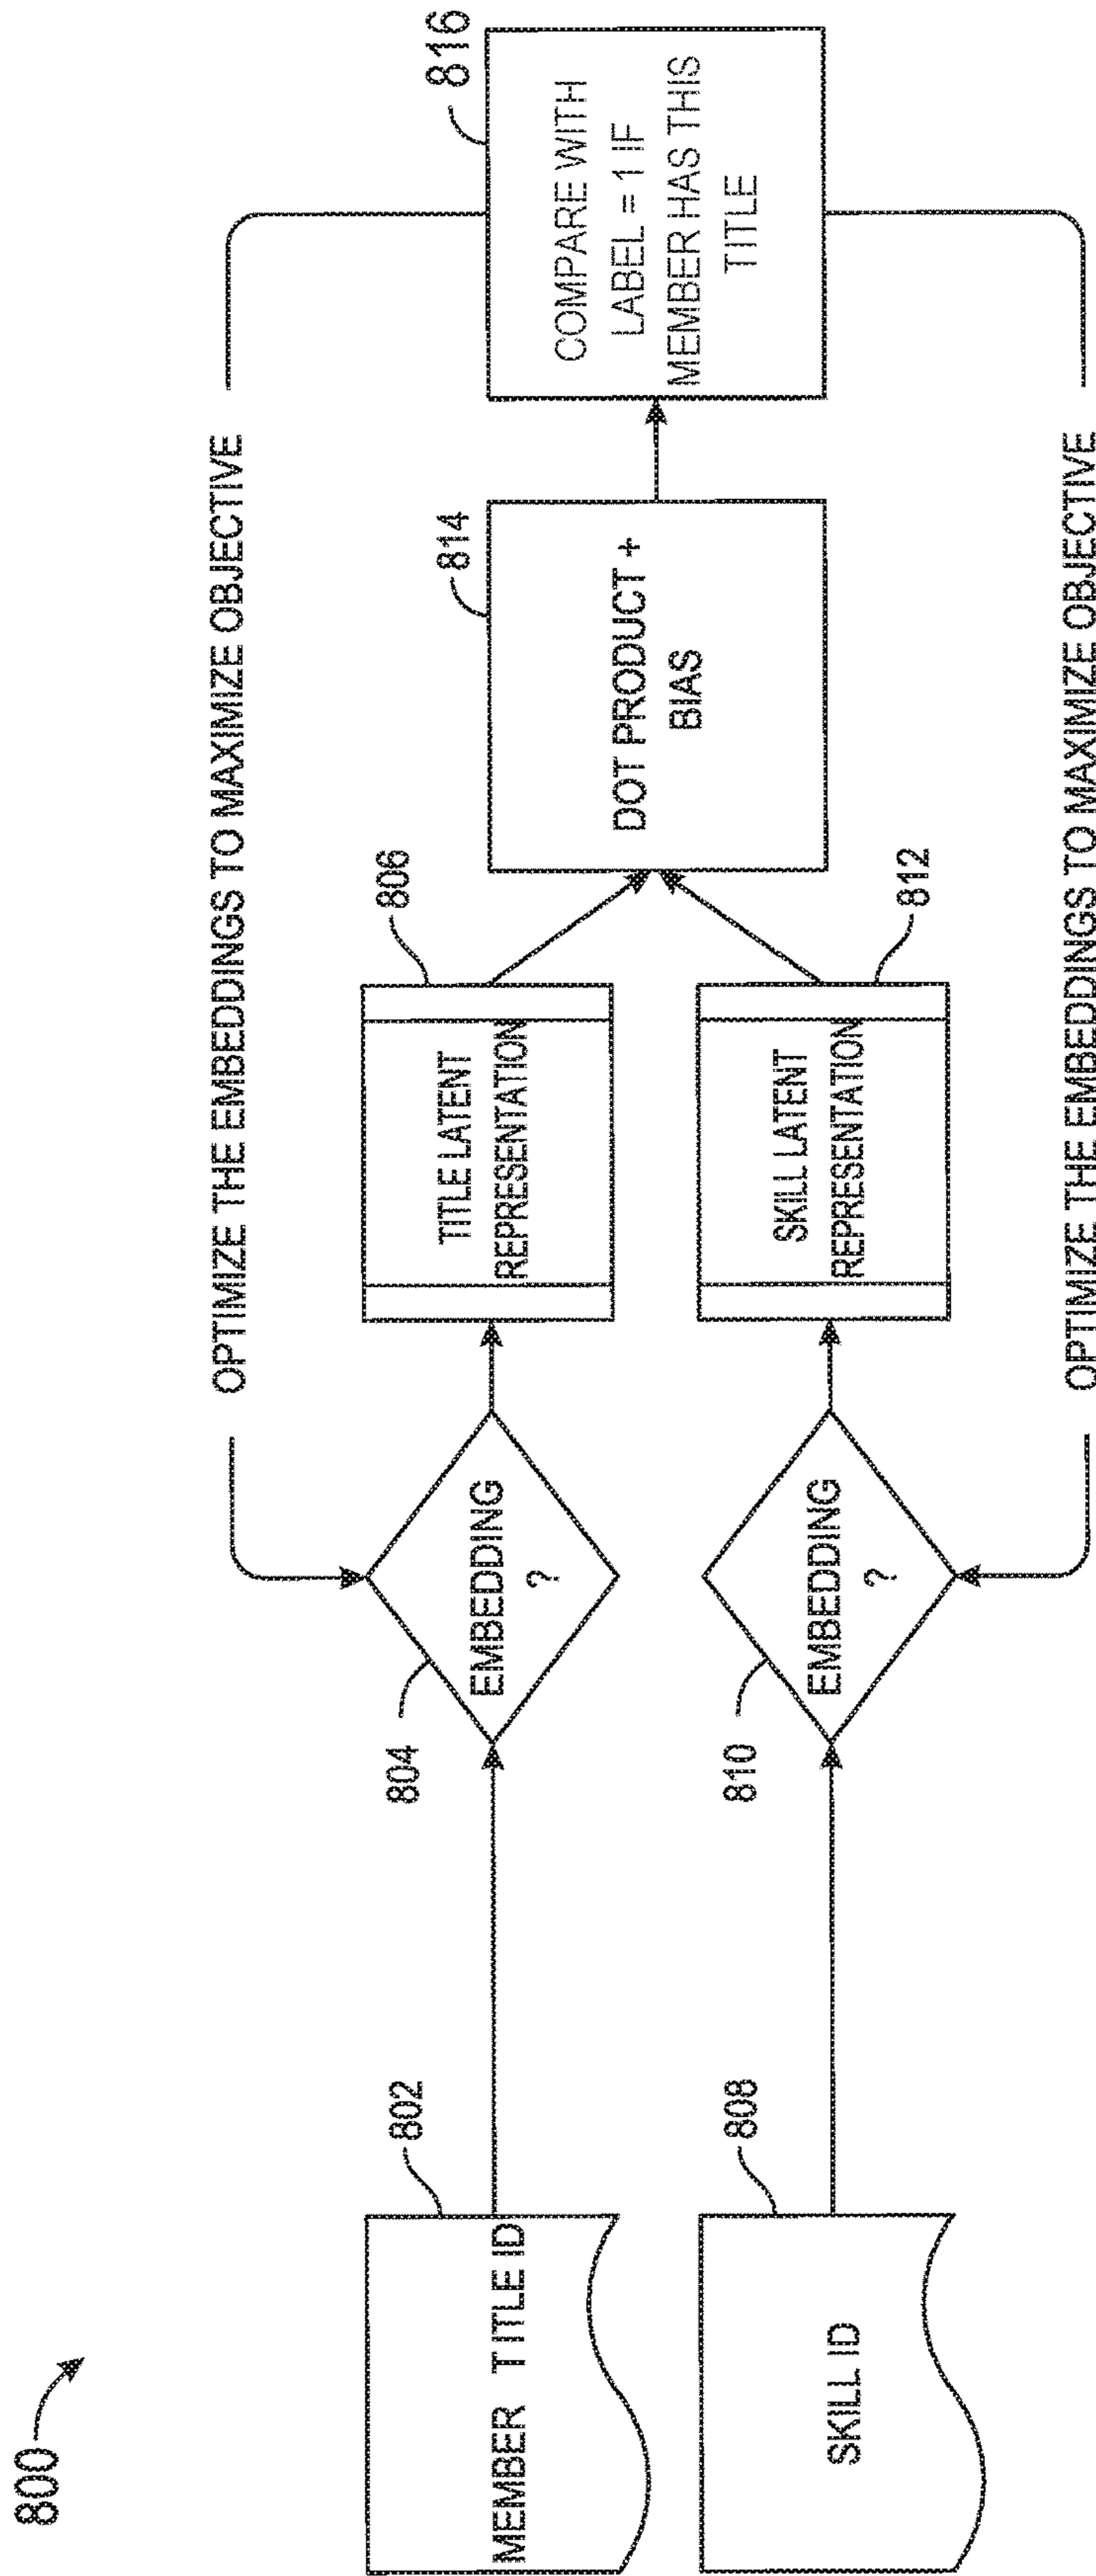 800
OPTIMIZE THE EMBEDDINGS TO MAXIMIZE OBJECTIVE
802
MEMBER TITLE ID
804
EMBEDDING
?
806
TITLE LATENT
REPRESENTATION
808
SKILL ID
810
EMBEDDING
?
812
SKILL LATENT
REPRESENTATION
814
DOT PRODUCT +
BIAS
816
COMPARE WITH
LABEL = 1 IF
MEMBER HAS THIS
TITLE
OPTIMIZE THE EMBEDDINGS TO MAXIMIZE OBJECTIVE